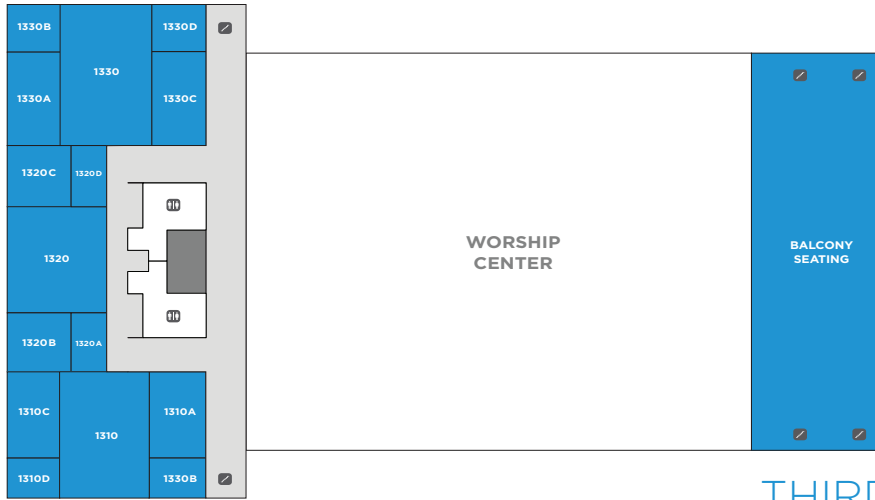 1330B
1330
1330D
1330A
1330C
1320C
1320D
1320
WORSHIP
CENTER
BALCONY
SEATING
1320B
1320A
1310C
1310
1310A
1310D
1330B
THIRD